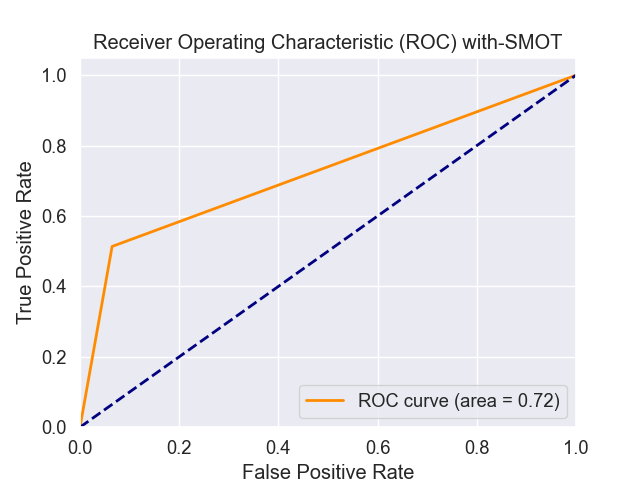 Receiver Operating Characteristic (ROC) with-SMOT
1.0
0.8
0.6
0.4
0.2
0.0
True Positive Rate
ROC curve (area = 0.72)
0.0 0.2 0.4 0.6 0.8 1.0
False Positive Rate